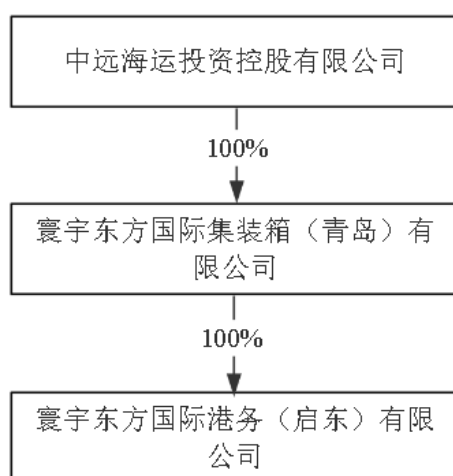 中远海运投资控股有限公司
100%
寰宇东方国际集装箱（青岛）有
限公司
100%
寰宇东方国际港务（启东）有限
公司